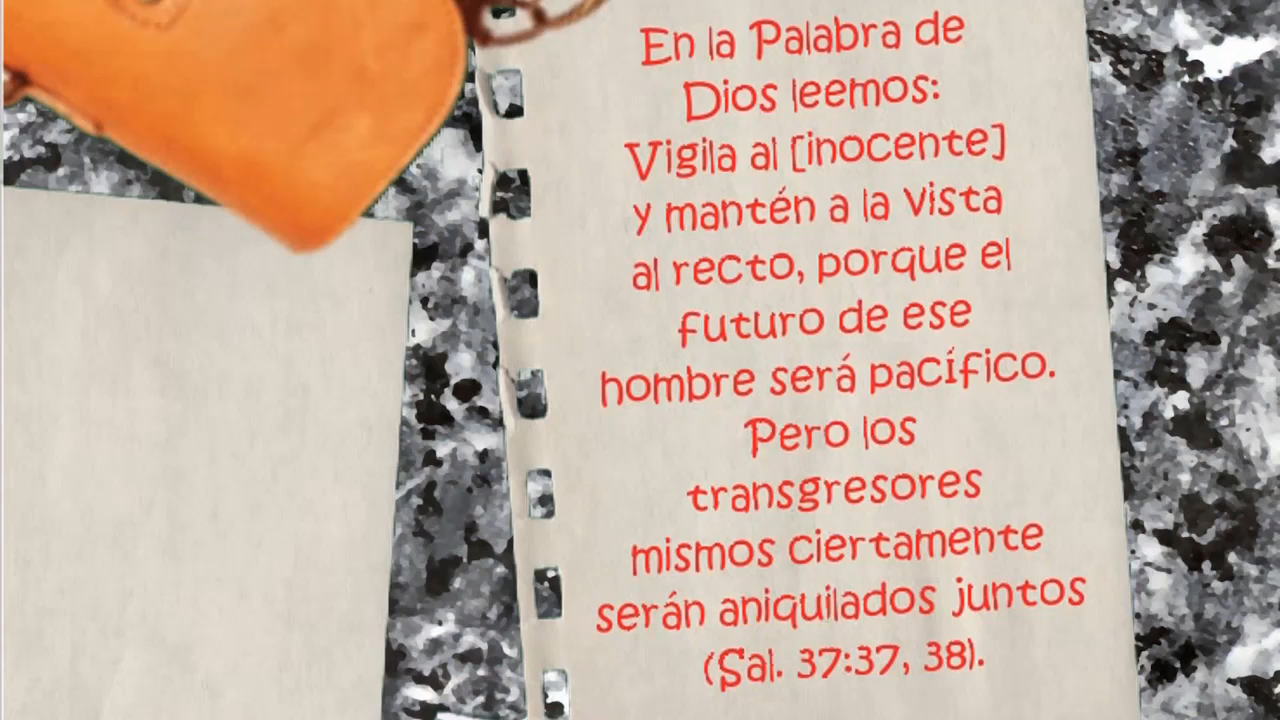 En la Palabra de
Dios leemos:
Vigila al [inocente]
y mantén a la vista
al recto, porque el
futuro de ese
hombre será pacífico.
Pero los
transgresores
mismos ciertamente
serán aniquilados juntos
(Sal. 37:37, 38).